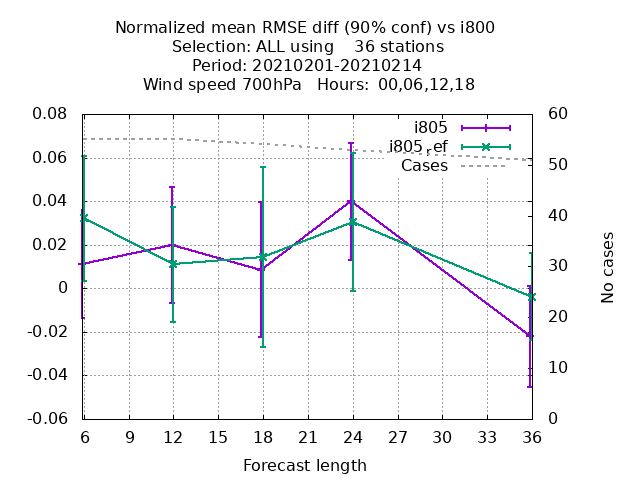 Normalized mean RMSE diff (90% conf) vs i800
Selection: ALL using    36 stations
Period: 20210201-20210214
Wind speed 700hPa   Hours:  00,06,12,18
0.08
0.06
0.04
0.02
0
-0.02
-0.04
-0.06
60
50
40
30
20
10
0
i805
i805_ef
Cases
No cases
6 9 12 15 18 21 24 27 30 33 36
Forecast length